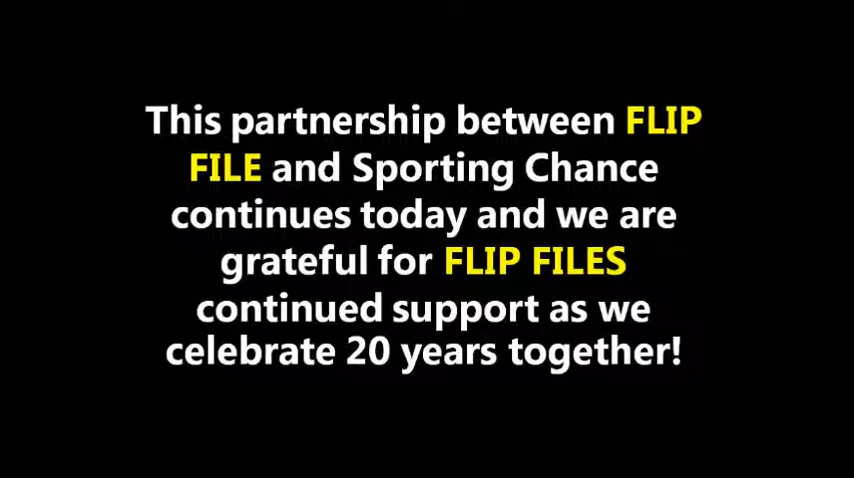 This partnership between FLIP
FILE and Sporting Chance
continues today and we are
grateful for FLIP FILES
continued support as we
celebrate 20 years together!